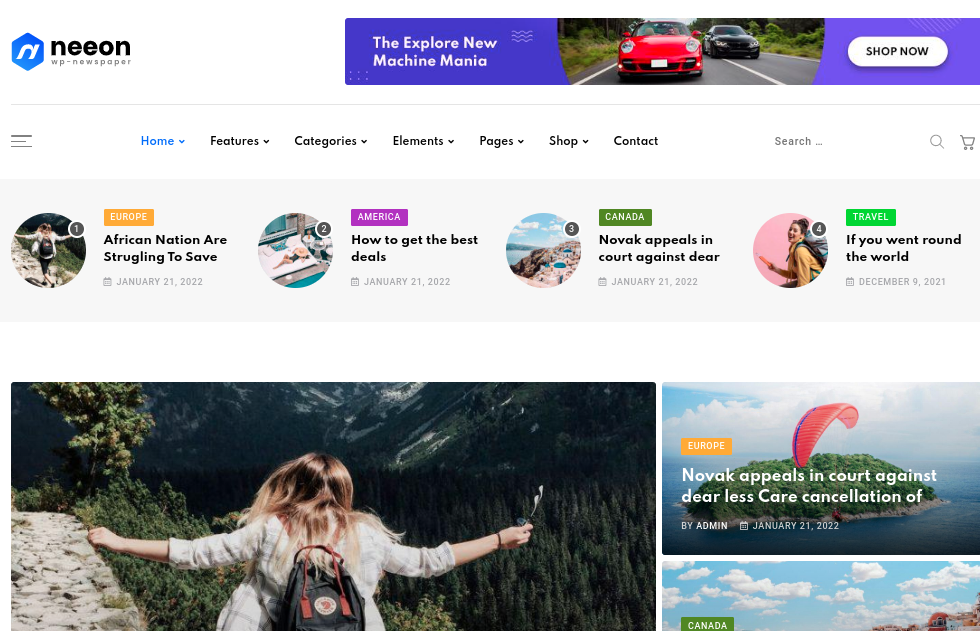 neeon
wp-newspaper
The Explore New
Machine Mania
SHOP NOW
Home
Features
Categories
Elements
Pages
Shop
Contact
Search ...
1
EUROPE
African Nation Are
Strugling To Save
JANUARY 21, 2022
2
AMERICA
How to get the best
deals
JANUARY 21, 2022
3
CANADA
Novak appeals in
court against dear
JANUARY 21, 2022
4
TRAVEL
If you went round
the world
DECEMBER 9, 2021
EUROPE
Novak appeals in court against
dear less Care cancellation of
BY ADMIN JANUARY 21, 2022
CANADA